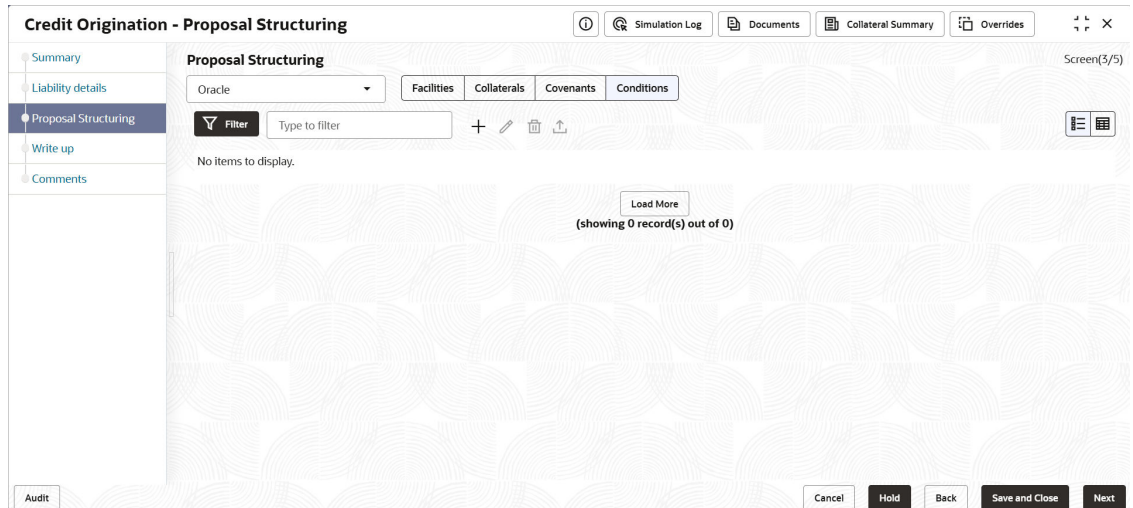 Credit Origination - Proposal Structuring
Simulation Log
Documents
Collateral Summary
Overrides
Summary
Liability details
Proposal Structuring
Write up
Comments
Proposal Structuring
Screen(3/5)
Oracle
Facilities
Collaterals
Covenants
Conditions
Filter
Type to filter
No items to display.
Load More
(showing 0 record(s) out of 0)
Audit
Cancel
Hold
Back
Save and Close
Next